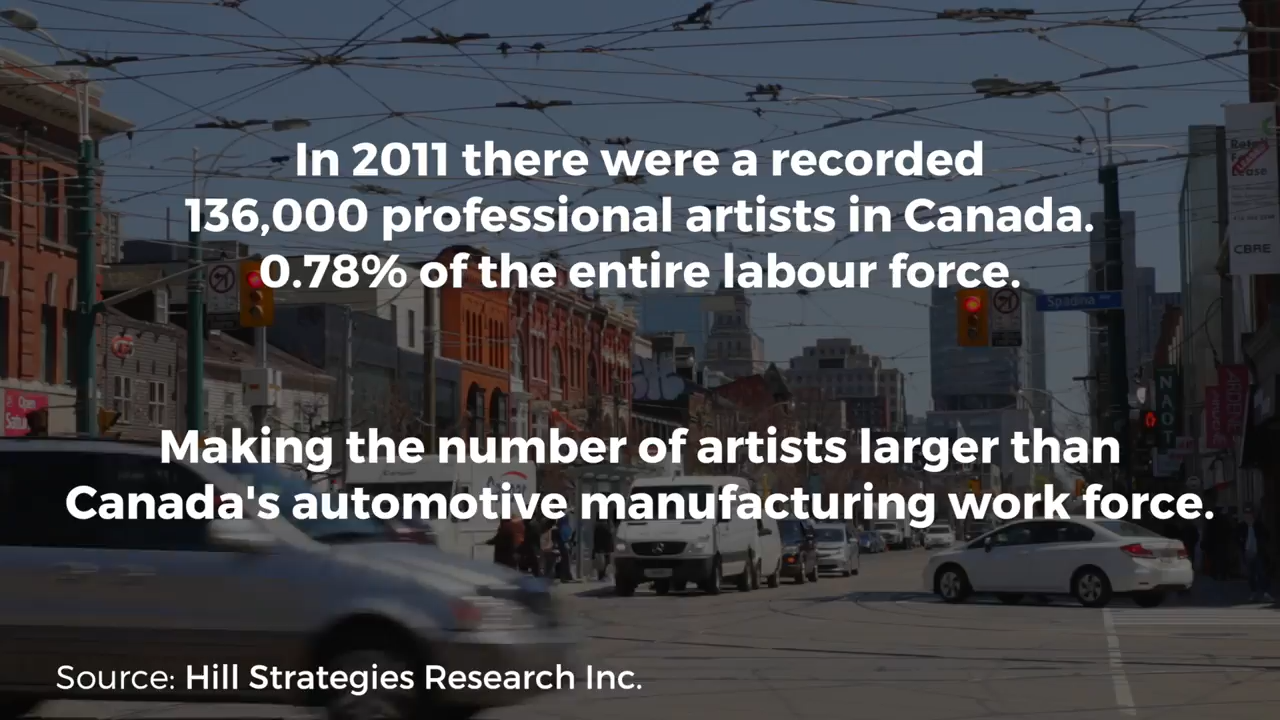 In 2011 there were a recorded
136,000 professional artists in Canada.
0.78% of the entire labour force.
Spadina
CBRE
Open
NAOT
Making the number of artists larger than
Canada's automotive manufacturing work force.
Source: Hill Strategies Research Inc.